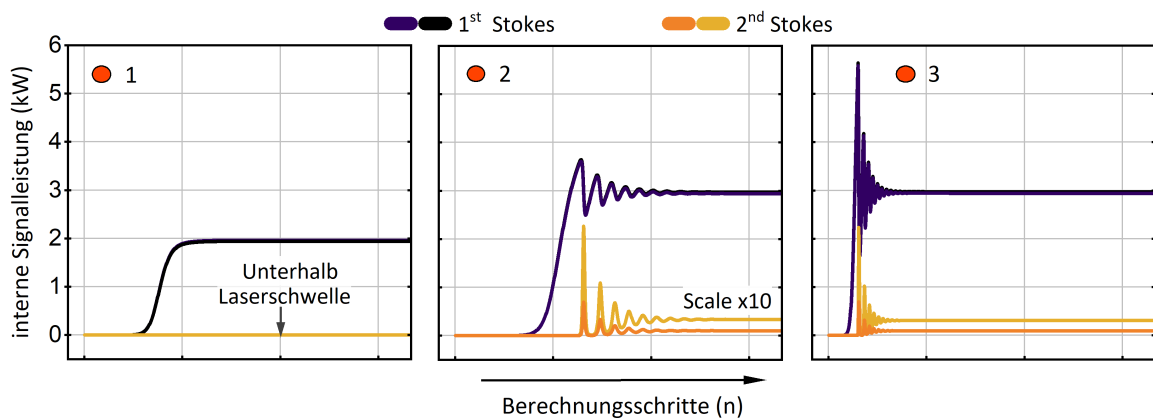 1st Stokes 2nd Stokes
interne Signalleistung (kW)
6
5
4
3
2
1
0
1
Unterhalb
Laserschwelle
2
Scale x10
3
Berechnungsschritte (n)